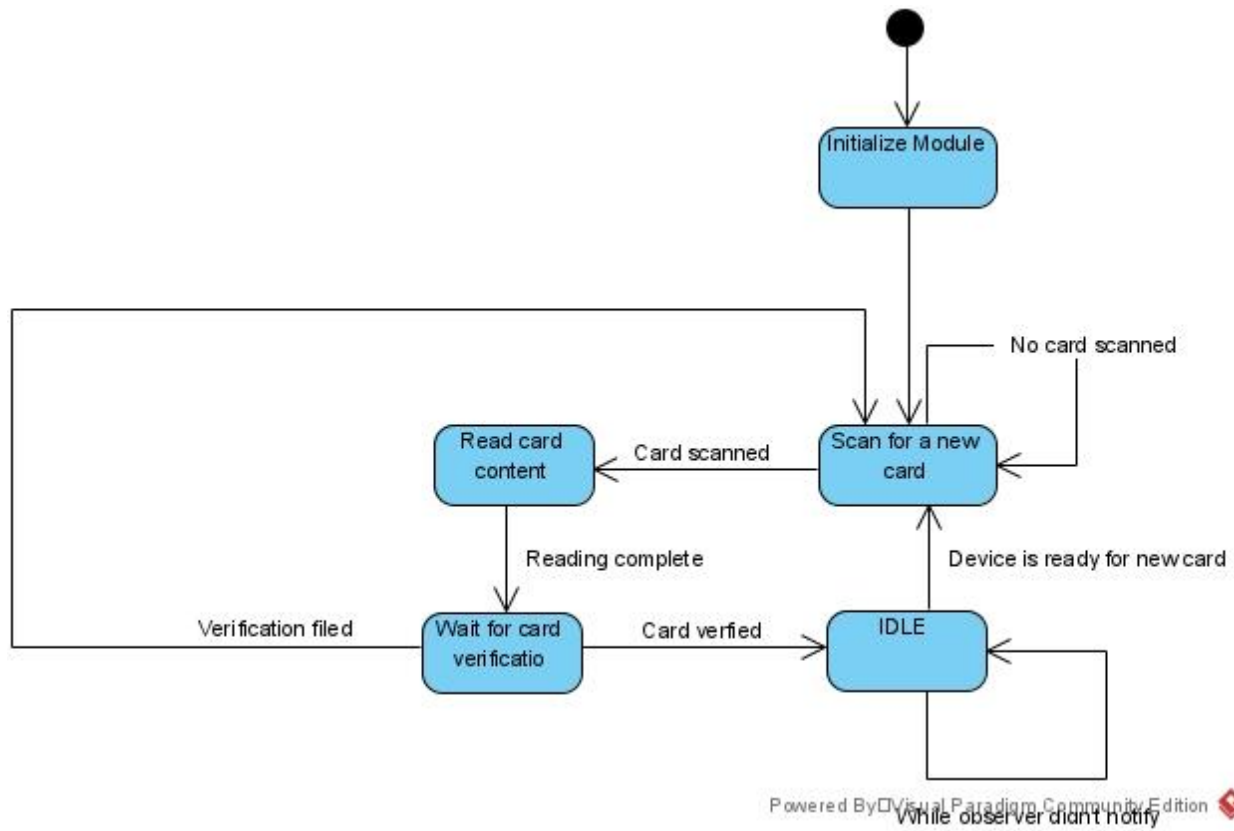 Initialize Module
No card scanned
Read card
content
Card scanned
Scan for a new
card
Reading complete
Device is ready for new card
Verification filed
Wait for card
verificatio
Card verfied
IDLE
Powered By Visual Paradigm Community Edition
While observer didn't notify